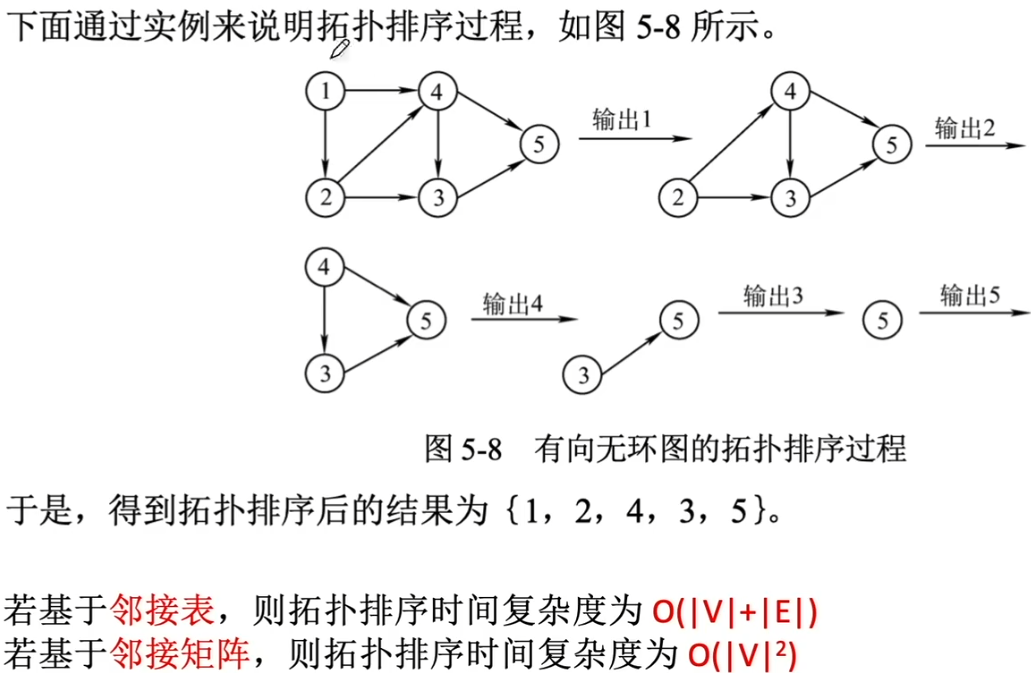 下面通过实例来说明拓扑排序过程，如图 5-8 所示。
1 4 5 2 3
输出1
4 5 2 3
输出2
4 5 3
输出4
5 3
输出3
5
输出5
图 5-8 有向无环图的拓扑排序过程
于是，得到拓扑排序后的结果为｛1，2，4，3，5｝。
若基于邻接表，则拓扑排序时间复杂度为 O(|V|+|E|)
若基于邻接矩阵，则拓扑排序时间复杂度为 O(|V|²)